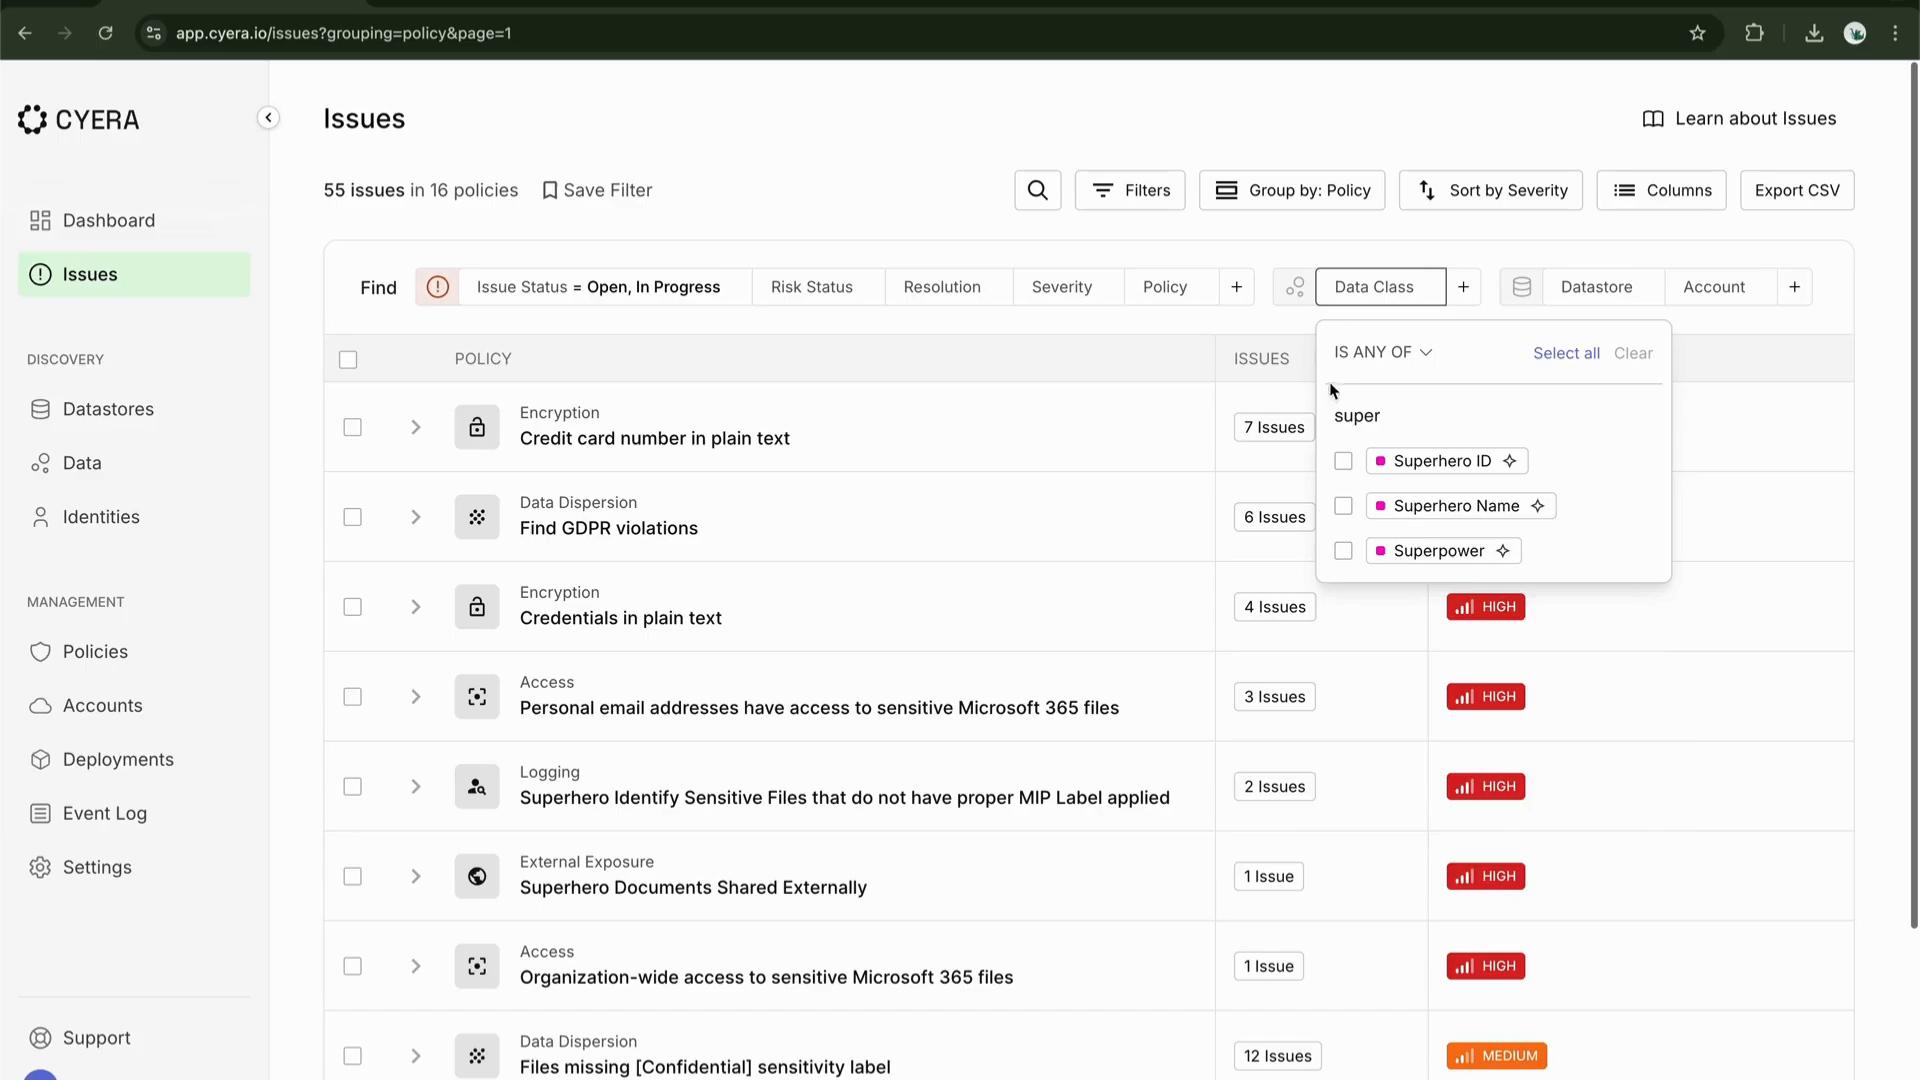 app.cyera.io/issues?grouping=policy&page=1
CYERA
Dashboard
Issues
DISCOVERY
Datastores
Data
Identities
MANAGEMENT
Policies
Accounts
Deployments
Event Log
Settings
Support
Issues
Learn about Issues
55 issues in 16 policies
Save Filter
Filters
Group by: Policy
Sort by Severity
Columns
Export CSV
Find
Issue Status = Open, In Progress
Risk Status
Resolution
Severity
Policy
+
Data Class
+
Datastore
Account
+
IS ANY OF
Select all
Clear
super
Superhero ID
Superhero Name
Superpower
POLICY
ISSUES
Encryption
Credit card number in plain text
7 Issues
Data Dispersion
Find GDPR violations
6 Issues
Encryption
Credentials in plain text
4 Issues
HIGH
Access
Personal email addresses have access to sensitive Microsoft 365 files
3 Issues
HIGH
Logging
Superhero Identify Sensitive Files that do not have proper MIP Label applied
2 Issues
HIGH
External Exposure
Superhero Documents Shared Externally
1 Issue
HIGH
Access
Organization-wide access to sensitive Microsoft 365 files
1 Issue
HIGH
Data Dispersion
Files missing [Confidential] sensitivity label
12 Issues
MEDIUM